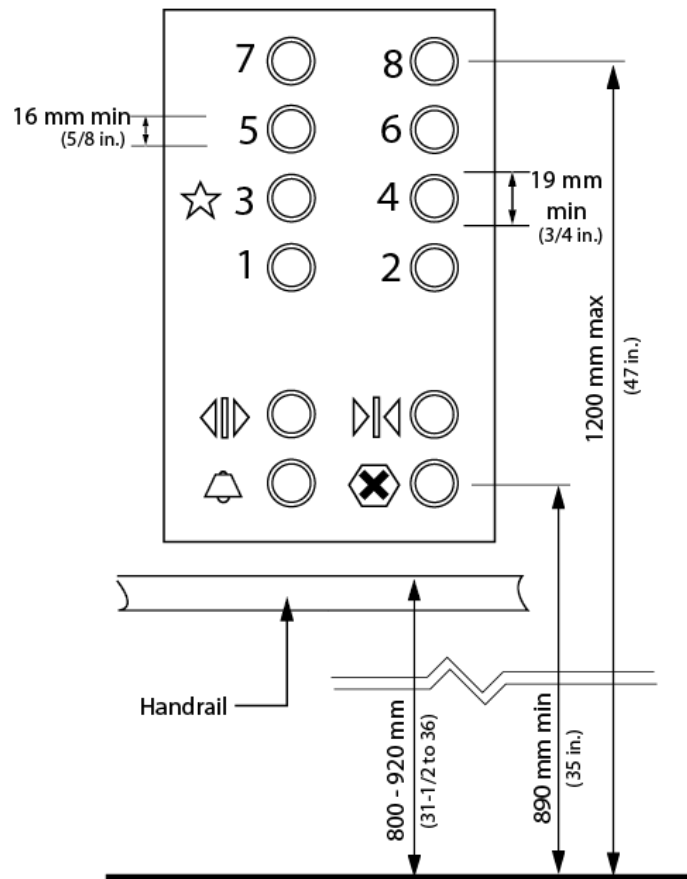 7 8
16 mm min
(5/8 in.)
5 6
3 4
19 mm
min
(3/4 in.)
1 2
1200 mm max
(47 in.)
Handrail
800 - 920 mm
(31-1/2 to 36)
890 mm min
(35 in.)